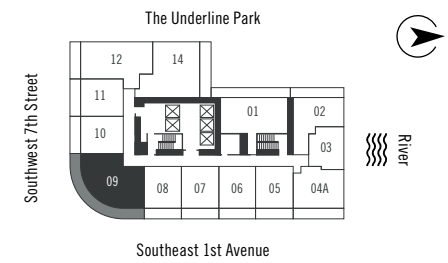 The Underline Park
12
14
11
01
02
10
03
09
08
07
06
05
04A
Southwest 7th Street
River
Southeast 1st Avenue